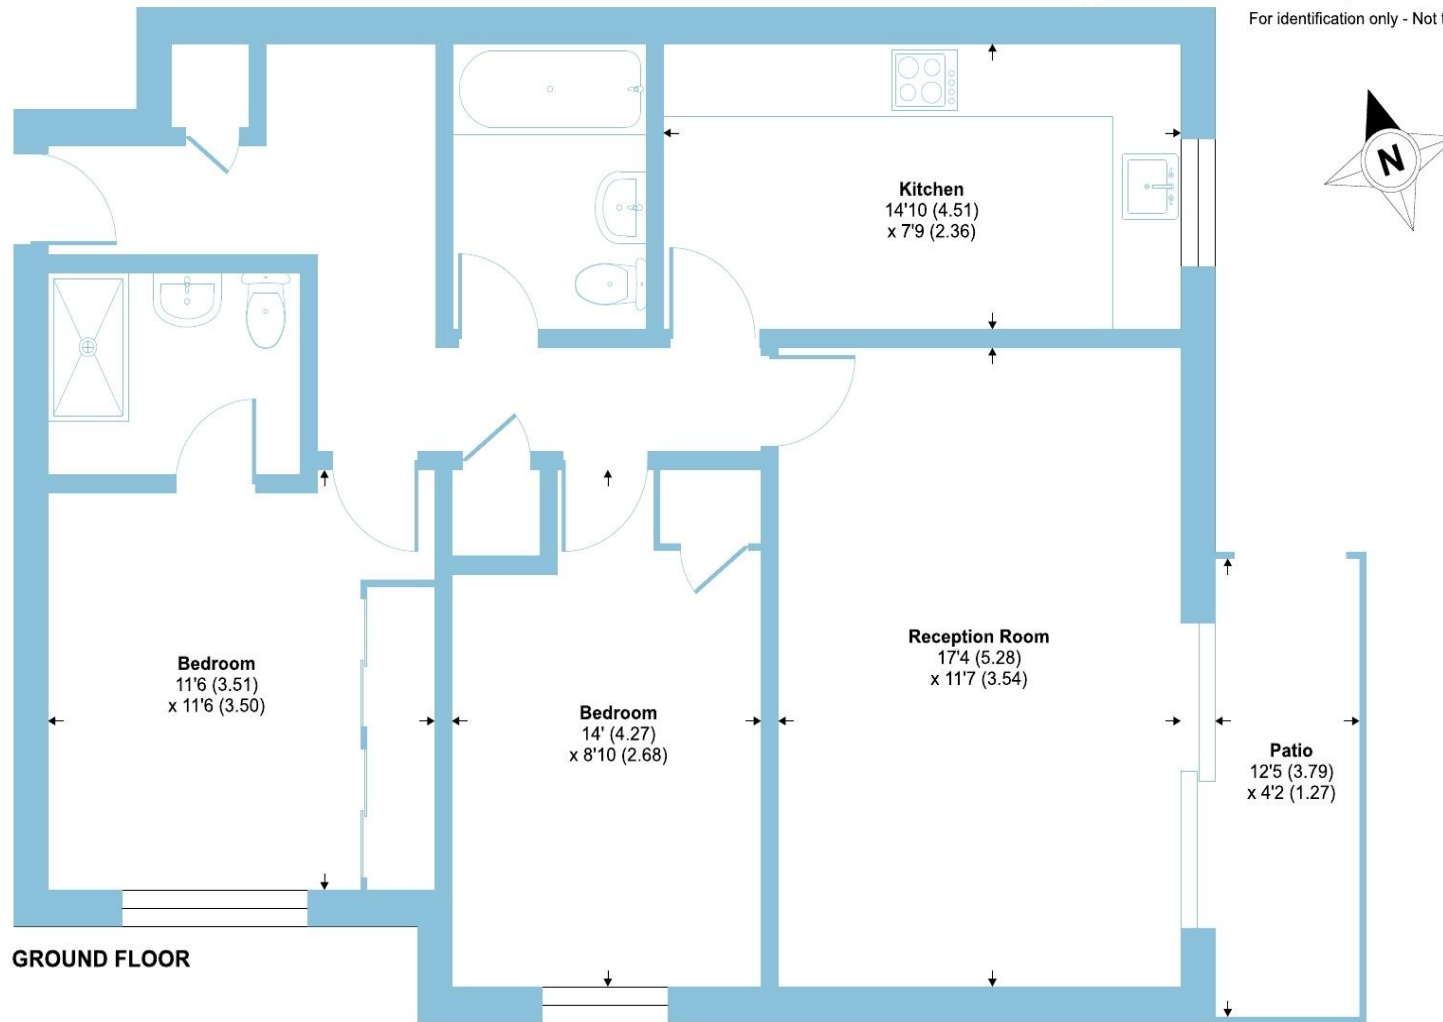 For identification only - Not
N
Kitchen
14'10 (4.51)
x 7'9 (2.36)
Reception Room
17'4 (5.28)
x 11'7 (3.54)
Bedroom
11'6 (3.51)
x 11'6 (3.50)
Bedroom
14' (4.27)
x 8'10 (2.68)
Patio
12'5 (3.79)
x 4'2 (1.27)
GROUND FLOOR